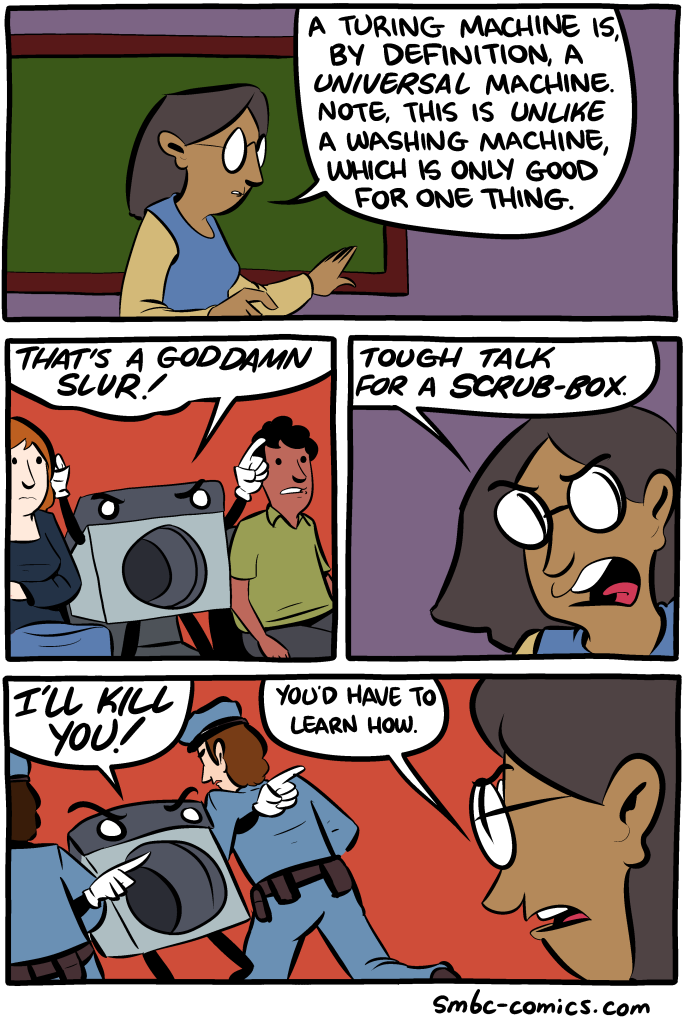 A TURING MACHINE IS,
BY DEFINITION, A
UNIVERSAL MACHINE.
NOTE, THIS IS UNLIKE
A WASHING MACHINE,
WHICH IS ONLY GOOD
FOR ONE THING.
THAT'S A GODDAMN
SLUR!
TOUGH TALK
FOR A SCRUB-BOX.
I'LL KILL
YOU!
YOU'D HAVE TO
LEARN HOW.
smbc-comics.com